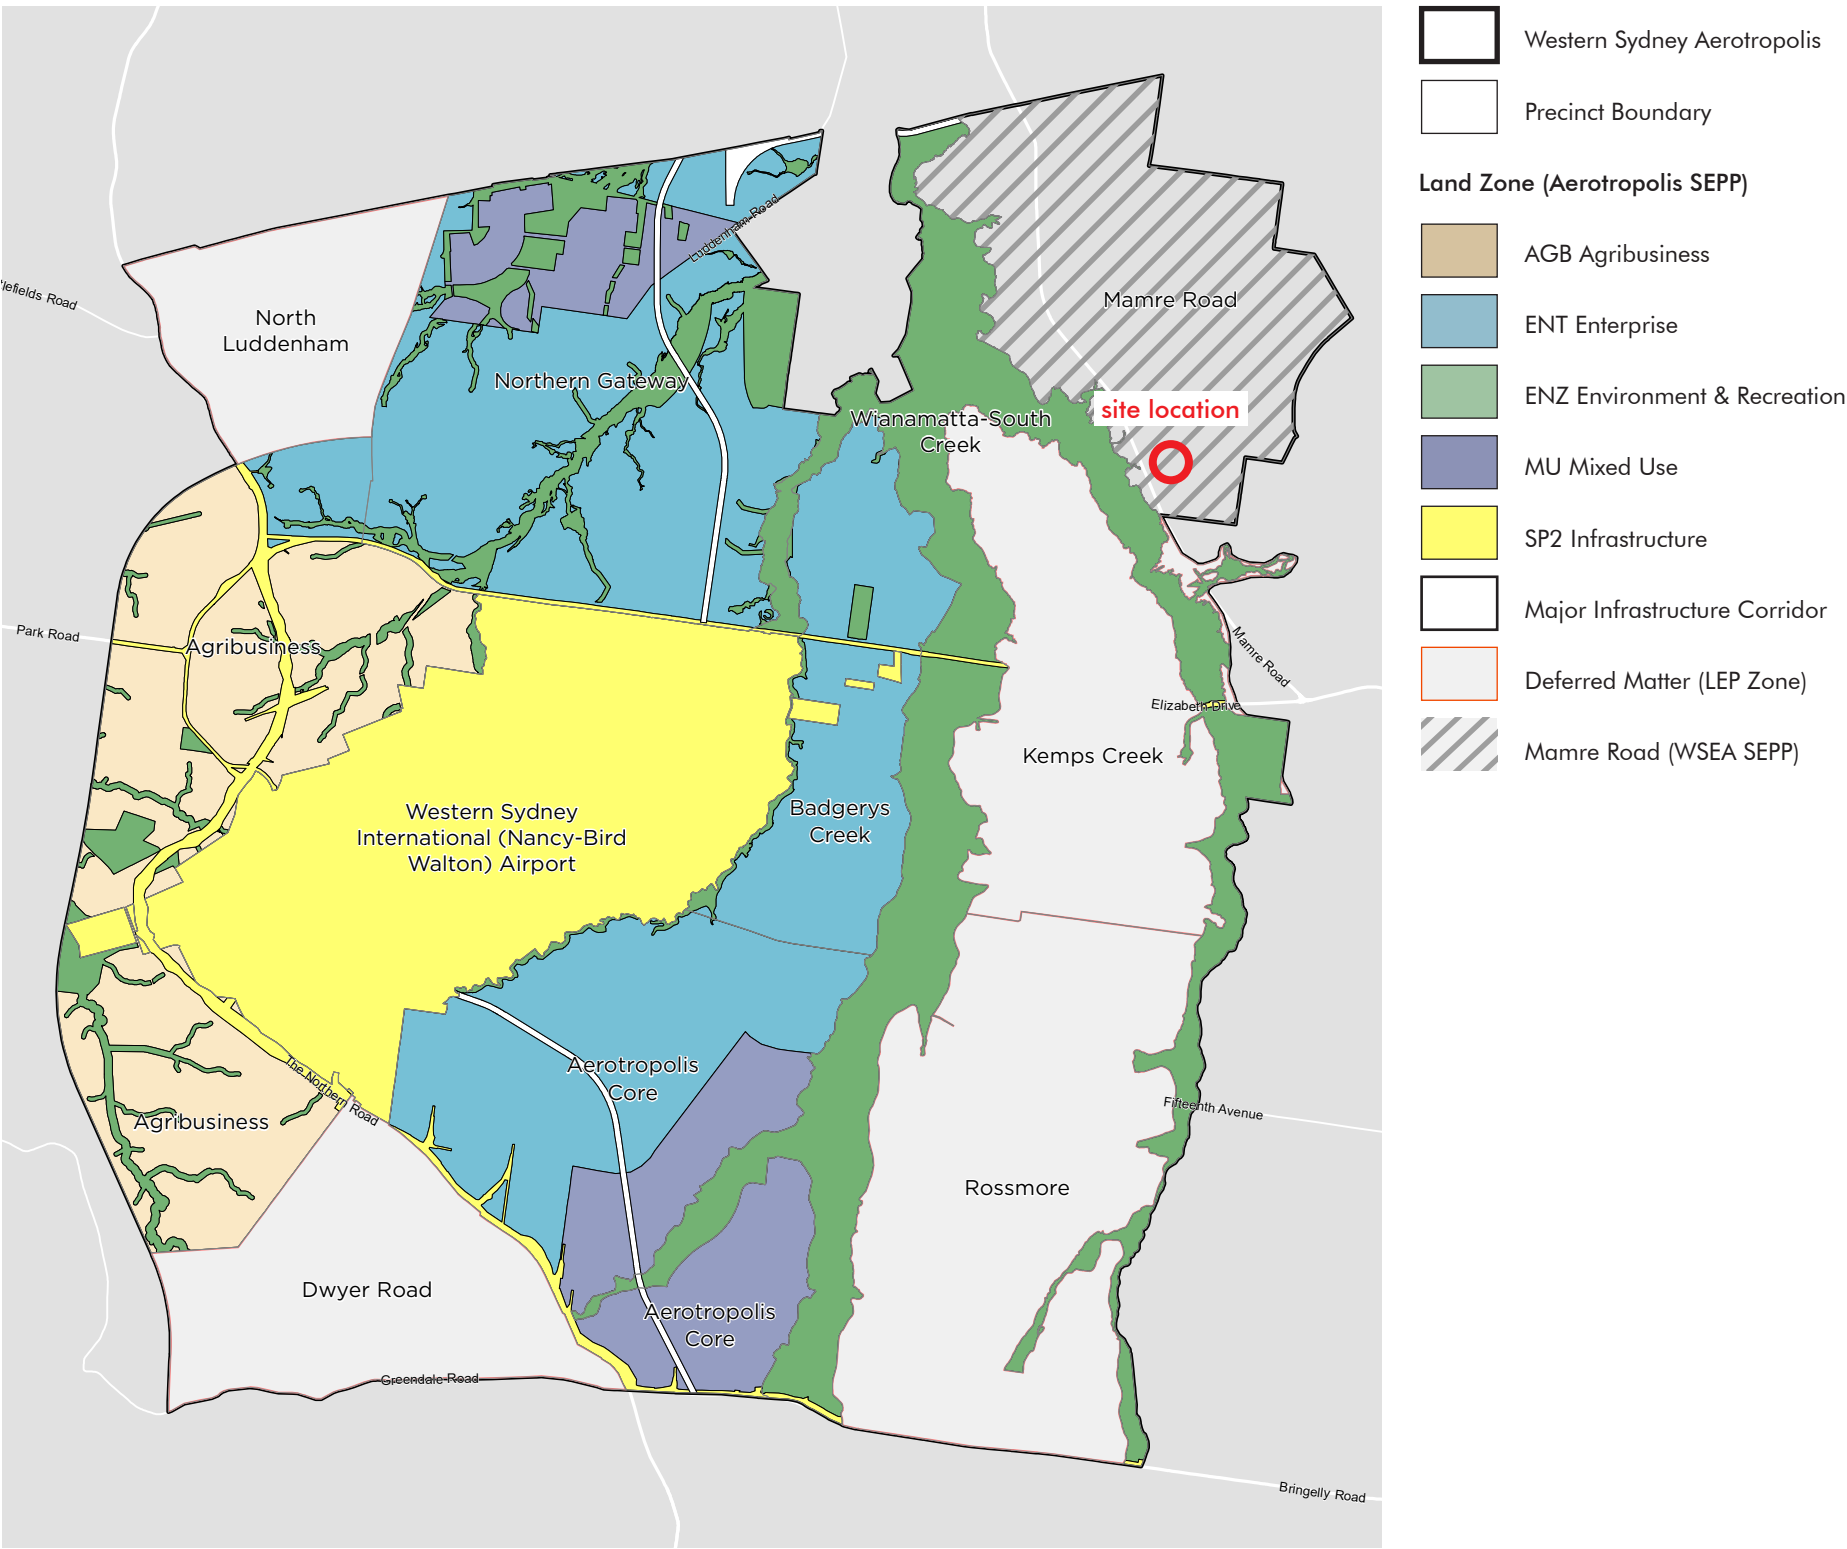 Western Sydney Aerotropolis
Precinct Boundary
Land Zone (Aerotropolis SEPP)
AGB Agribusiness
ENT Enterprise
ENZ Environment & Recreation
MU Mixed Use
SP2 Infrastructure
Major Infrastructure Corridor
Deferred Matter (LEP Zone)
Mamre Road (WSEA SEPP)
Luddenham Road
lefields Road
North
Luddenham
Mamre Road
Northern Gateway
site location
Wianamatta-South
Creek
Park Road
Agribusiness
Mamre Road
Elizabeth Drive
Kemps Creek
Western Sydney
International (Nancy-Bird
Walton) Airport
Badgerys
Creek
Aerotropolis
Core
The Northern Road
Agribusiness
Fifteenth Avenue
Rossmore
Dwyer Road
Aerotropolis
Core
Greendale Road
Bringelly Road